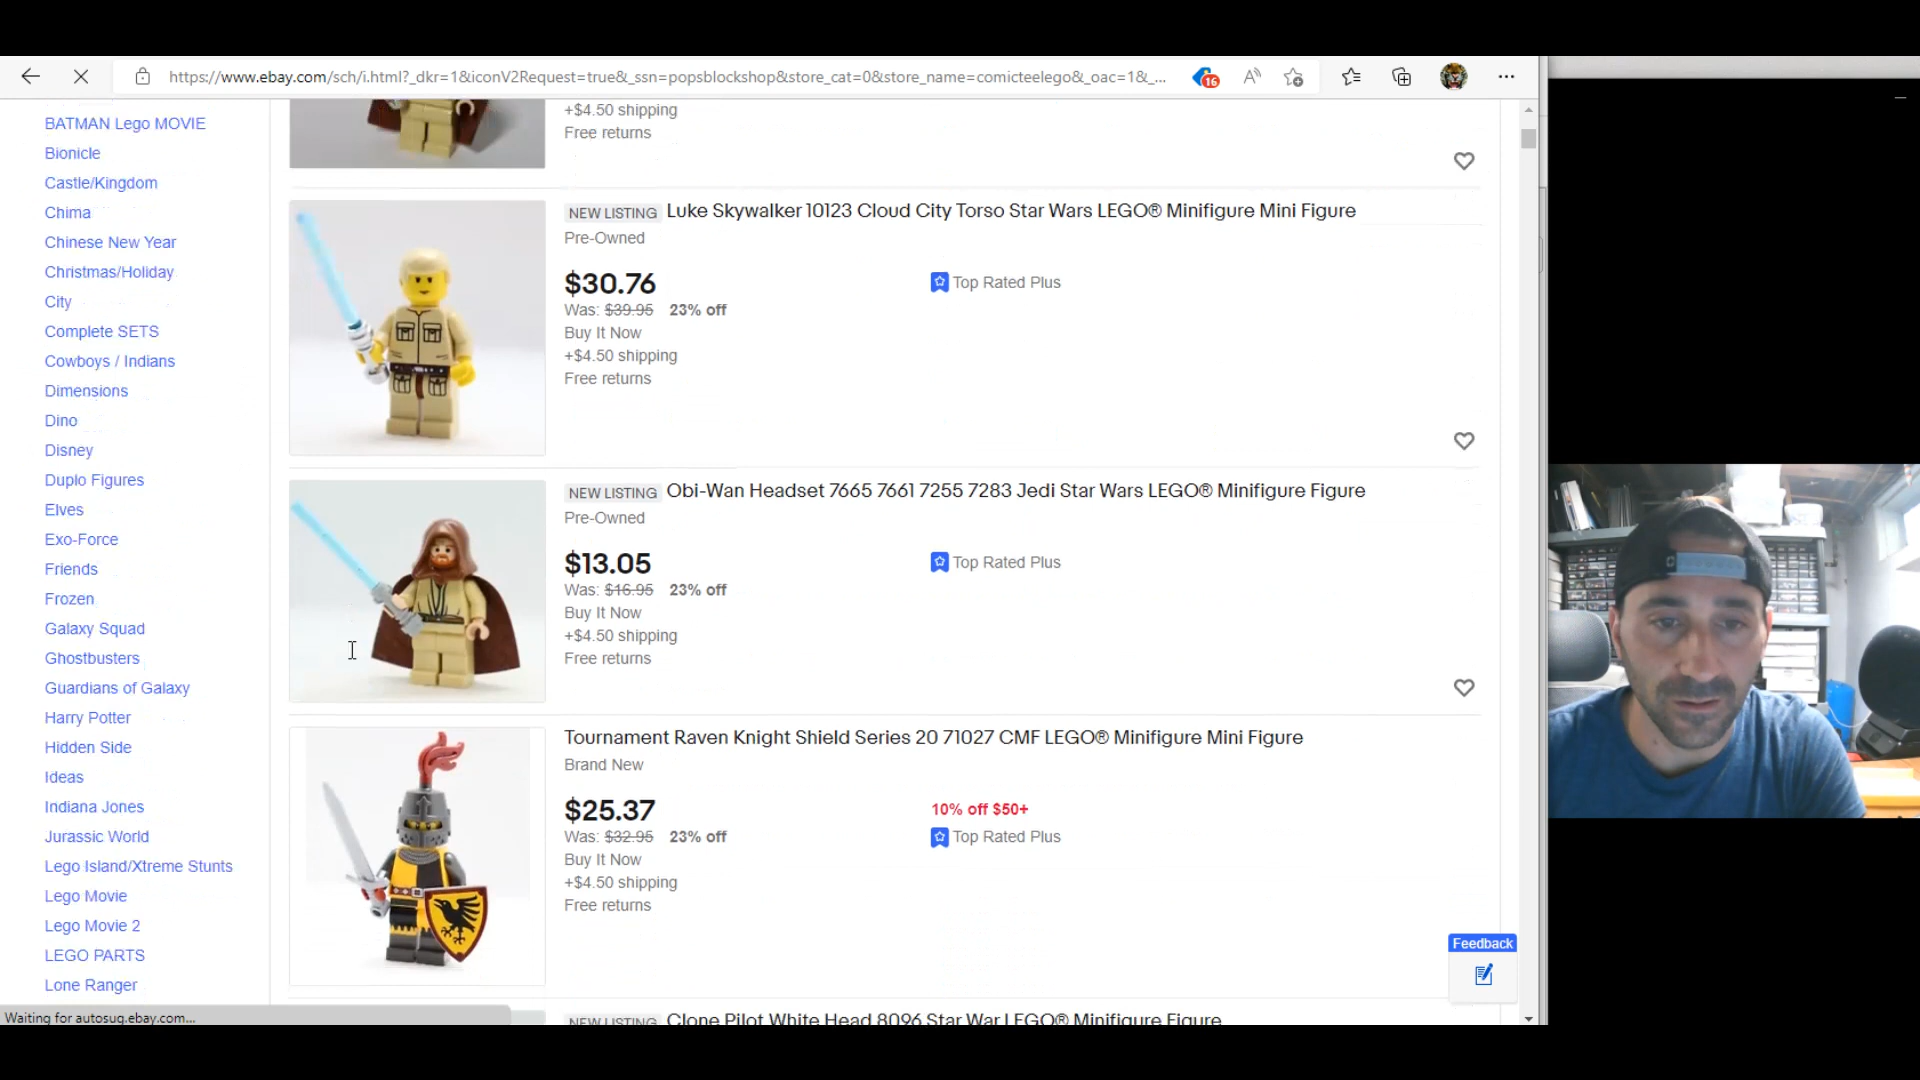 https://www.ebay.com/sch/i.html?_dkr=1&iconV2Request=true&_ssn=popsblockshop&store_cat=0&store_name=comicteelego&_oac=1&_...
16
BATMAN Lego MOVIE
Bionicle
Castle/Kingdom
Chima
Chinese New Year
Christmas/Holiday
City
Complete SETS
Cowboys / Indians
Dimensions
Dino
Disney
Duplo Figures
Elves
Exo-Force
Friends
Frozen
Galaxy Squad
Ghostbusters
Guardians of Galaxy
Harry Potter
Hidden Side
Ideas
Indiana Jones
Jurassic World
Lego Island/Xtreme Stunts
Lego Movie
Lego Movie 2
LEGO PARTS
Lone Ranger
+$4.50 shipping
Free returns
NEW LISTING Luke Skywalker 10123 Cloud City Torso Star Wars LEGO® Minifigure Mini Figure
Pre-Owned
$30.76
Top Rated Plus
Was: $39.95 23% off
Buy It Now
+$4.50 shipping
Free returns
NEW LISTING Obi-Wan Headset 7665 7661 7255 7283 Jedi Star Wars LEGO® Minifigure Figure
Pre-Owned
$13.05
Top Rated Plus
Was: $16.95 23% off
Buy It Now
+$4.50 shipping
Free returns
Tournament Raven Knight Shield Series 20 71027 CMF LEGO® Minifigure Mini Figure
Brand New
$25.37
10% off $50+
Was: $32.95 23% off
Top Rated Plus
Buy It Now
+$4.50 shipping
Free returns
NEW LISTING Clone Pilot White Head 8096 Star War LEGO® Minifigure Figure
Feedback
Waiting for autosug.ebay.com...